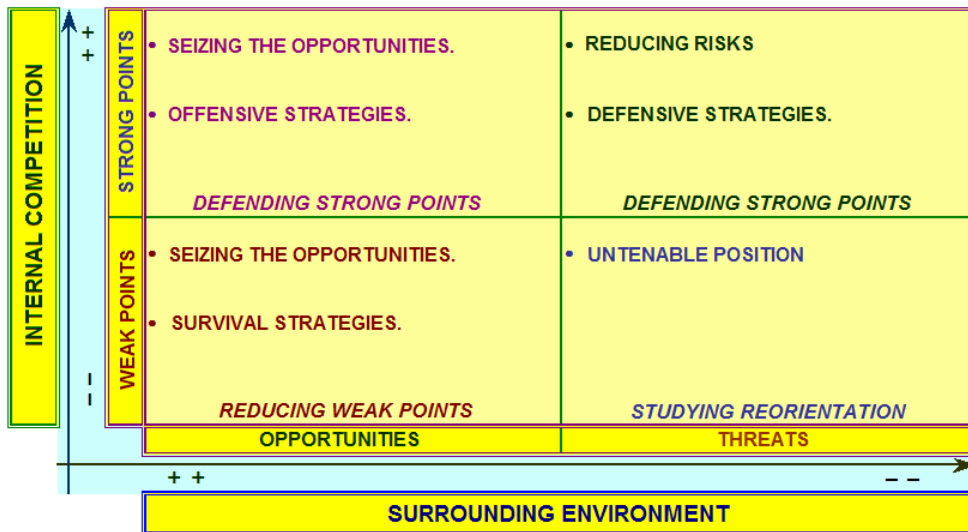 INTERNAL COMPETITION
+ +
– –
STRONG POINTS
• SEIZING THE OPPORTUNITIES.
• OFFENSIVE STRATEGIES.
DEFENDING STRONG POINTS
• REDUCING RISKS
• DEFENSIVE STRATEGIES.
DEFENDING STRONG POINTS
WEAK POINTS
• SEIZING THE OPPORTUNITIES.
• SURVIVAL STRATEGIES.
REDUCING WEAK POINTS
• UNTENABLE POSITION
STUDYING REORIENTATION
OPPORTUNITIES
THREATS
+ +
– –
SURROUNDING ENVIRONMENT